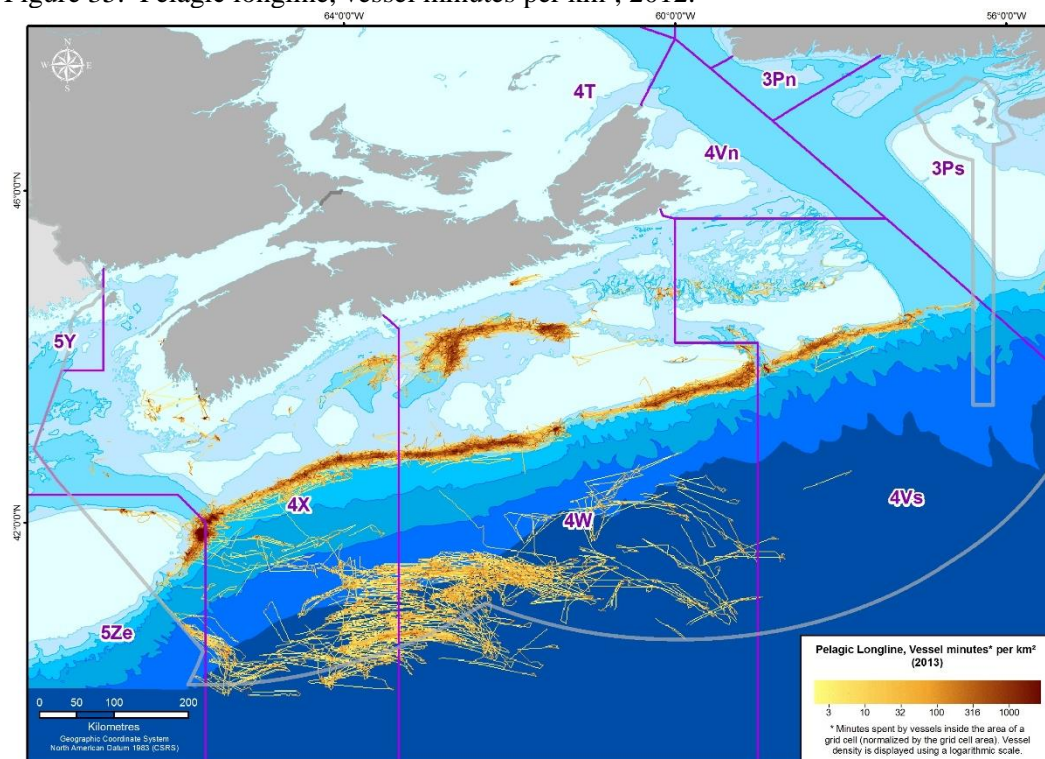 Figure 35. Pelagic longline, vessel minutes per km², 2012.
64°0'0"W 60°0'0"W 56°0'0"W
N
W E
S
4T
3Pn
4Vn
3Ps
46°0'0"N
5Y
42°0'0"N
4X
4W
4Vs
5Ze
0 50 100 200
Kilometres
Geographic Coordinate System
North American Datum 1983 (CSRS)
Pelagic Longline, Vessel minutes* per km²
(2013)
3 10 32 100 316 1000
* Minutes spent by vessels inside the area of a
grid cell (normalized by the grid cell area). Vessel
density is displayed using a logarithmic scale.